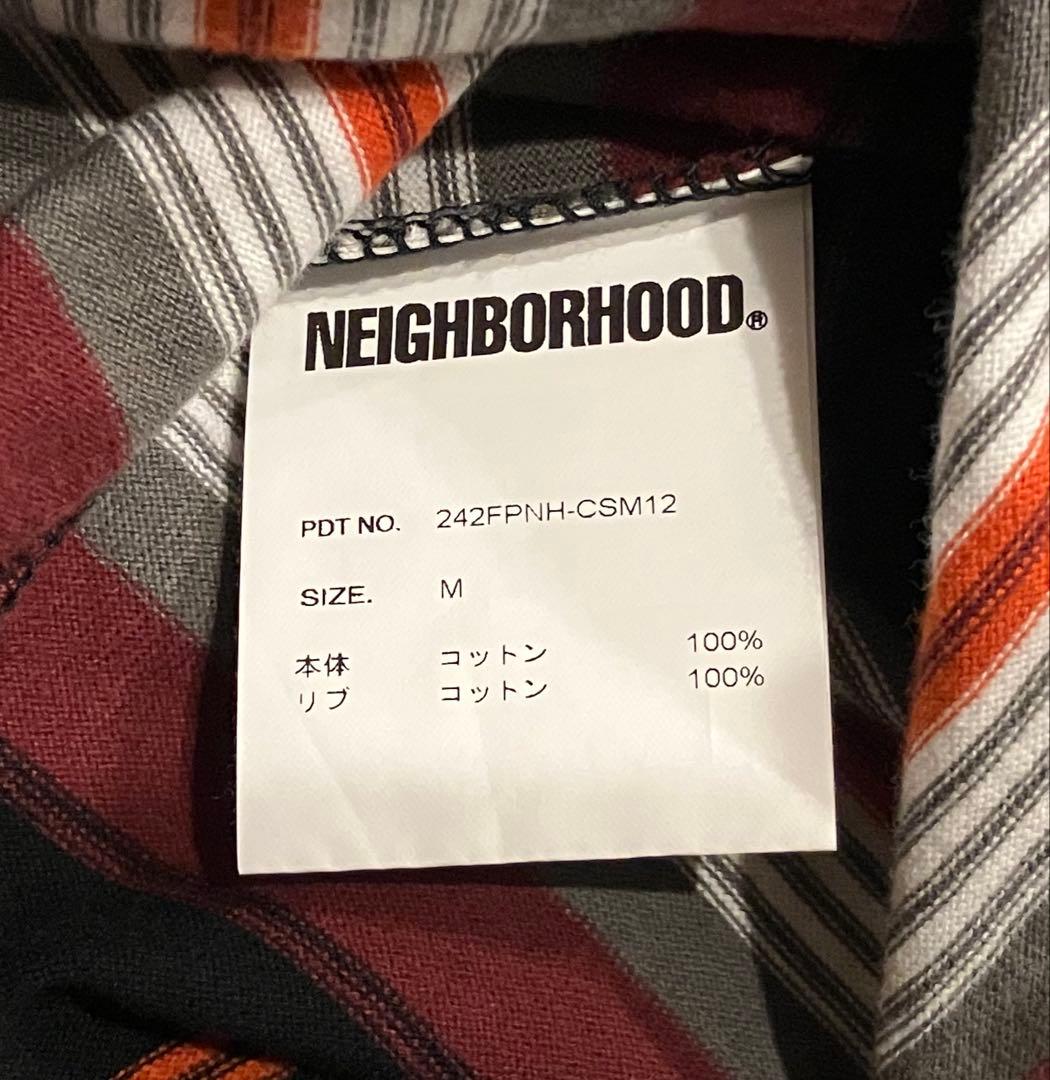 NEIGHBORHOOD®
PDT NO. 242FPNH-CSM12
SIZE. M
本体 コットン 100%
リブ コットン 100%